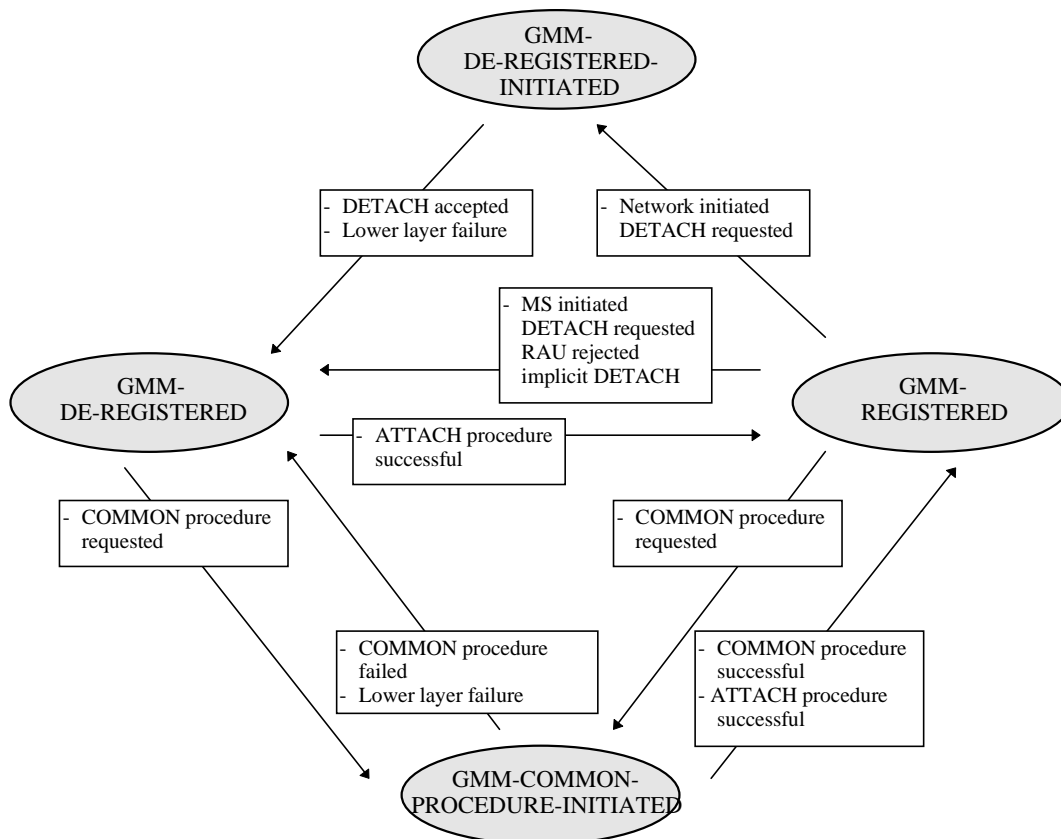 GMM-
DE-REGISTERED-
INITIATED
- DETACH accepted
- Lower layer failure
- Network initiated
DETACH requested
- MS initiated
DETACH requested
RAU rejected
implicit DETACH
GMM-
DE-REGISTERED
GMM-
REGISTERED
- ATTACH procedure
successful
- COMMON procedure
requested
- COMMON procedure
requested
- COMMON procedure
failed
- Lower layer failure
- COMMON procedure
successful
- ATTACH procedure
successful
GMM-COMMON-
PROCEDURE-INITIATED